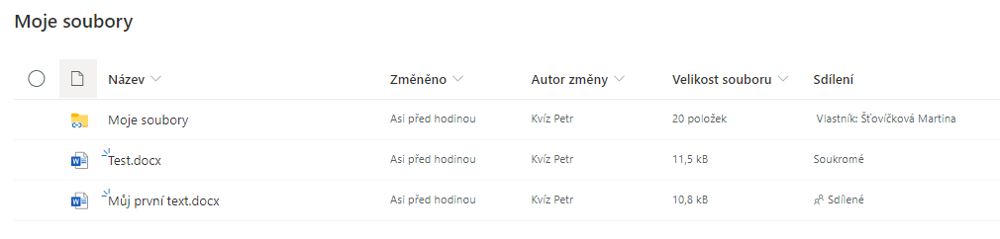 Moje soubory
Název Změněno Autor změny Velikost souboru Sdílení
Moje soubory Asi před hodinou Kvíz Petr 20 položek Vlastník: Šťovíčková Martina
Test.docx Asi před hodinou Kvíz Petr 11,5 kB Soukromé
Můj první text.docx Asi před hodinou Kvíz Petr 10,8 kB Sdílené